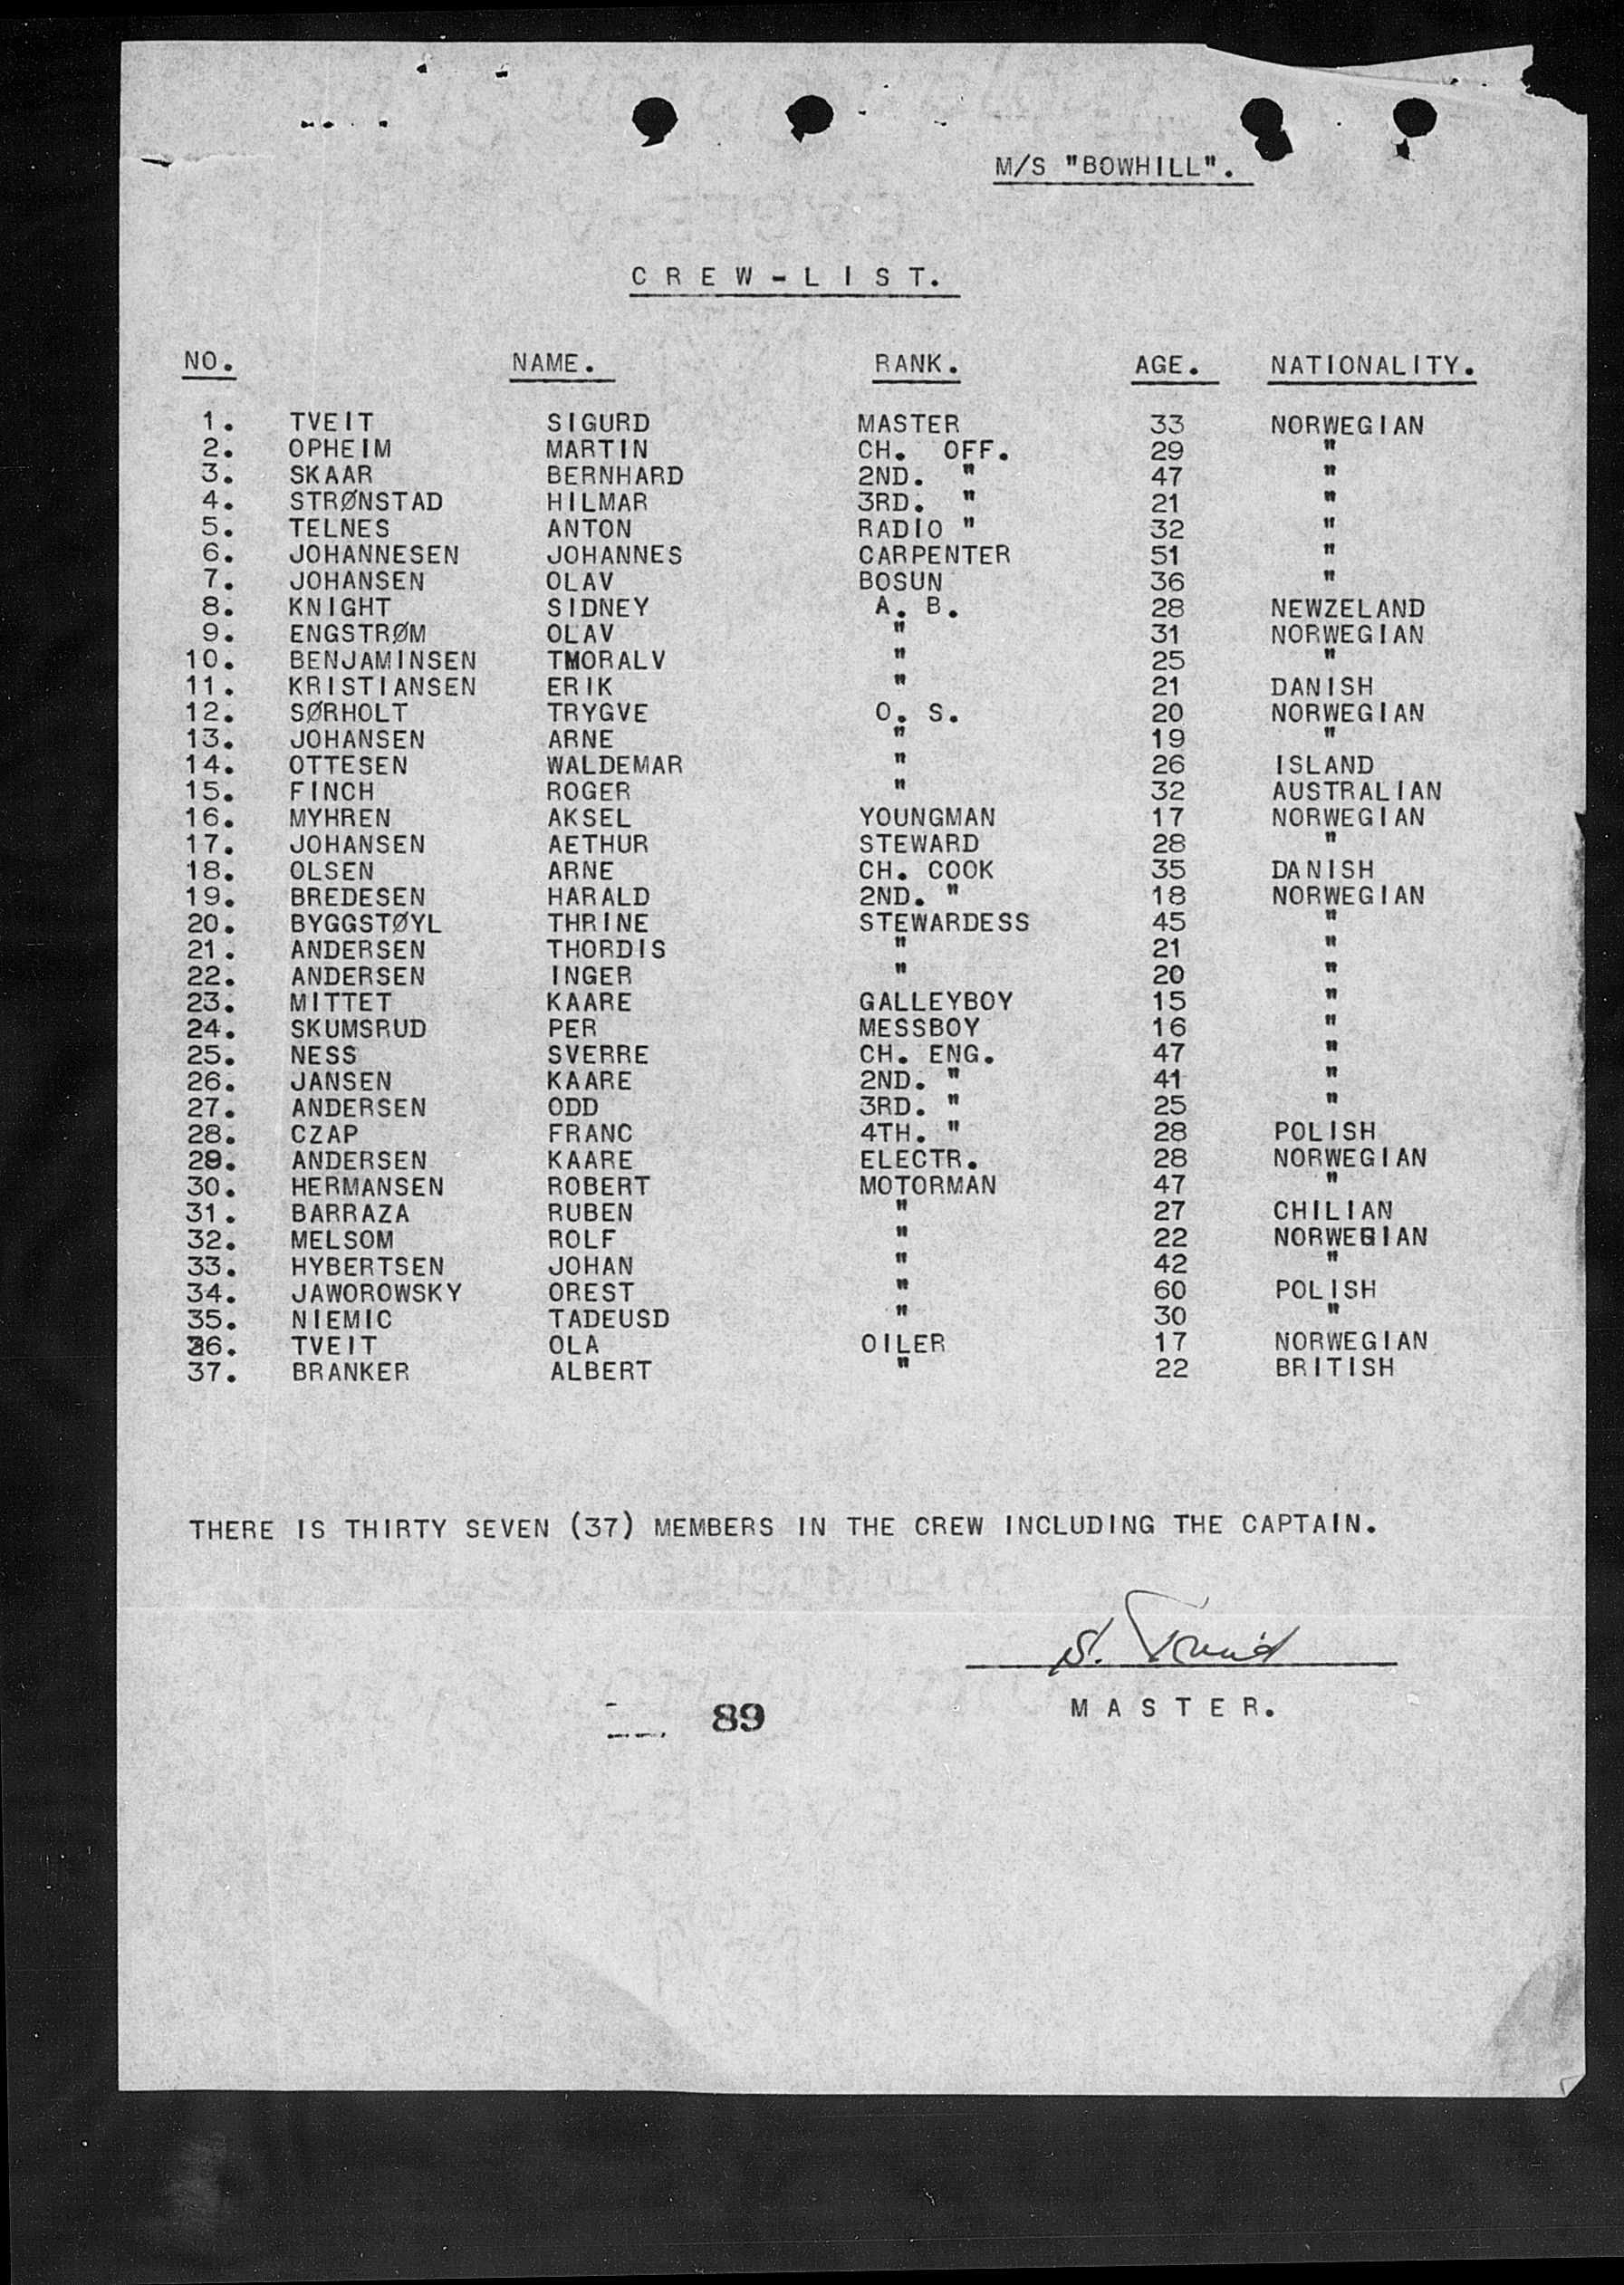 M/S "BOWHILL".
CREW-LIST.
NO. NAME. RANK. AGE. NATIONALITY.
1. TVEIT SIGURD MASTER 33 NORWEGIAN
2. OPHEIM MARTIN CH. OFF. 29 "
3. SKAAR BERNHARD 2ND. " 47 "
4. STRØNSTAD HILMAR 3RD. " 21 "
5. TELNES ANTON RADIO " 32 "
6. JOHANNESEN JOHANNES CARPENTER 51 "
7. JOHANSEN OLAV BOSUN 36 "
8. KNIGHT SIDNEY A. B. 28 NEWZELAND
9. ENGSTRØM OLAV " 31 NORWEGIAN
10. BENJAMINSEN TMORALV " 25 "
11. KRISTIANSEN ERIK " 21 DANISH
12. SØRHOLT TRYGVE O. S. 20 NORWEGIAN
13. JOHANSEN ARNE " 19 "
14. OTTESEN WALDEMAR " 26 ISLAND
15. FINCH ROGER " 32 AUSTRALIAN
16. MYHREN AKSEL YOUNGMAN 17 NORWEGIAN
17. JOHANSEN AETHUR STEWARD 28 "
18. OLSEN ARNE CH. COOK 35 DANISH
19. BREDESEN HARALD 2ND. " 18 NORWEGIAN
20. BYGGSTØYL THRINE STEWARDESS 45 "
21. ANDERSEN THORDIS " 21 "
22. ANDERSEN INGER " 20 "
23. MITTET KAARE GALLEYBOY 15 "
24. SKUMSRUD PER MESSBOY 16 "
25. NESS SVERRE CH. ENG. 47 "
26. JANSEN KAARE 2ND. " 41 "
27. ANDERSEN ODD 3RD. " 25 "
28. CZAP FRANC 4TH. " 28 POLISH
29. ANDERSEN KAARE ELECTR. 28 NORWEGIAN
30. HERMANSEN ROBERT MOTORMAN 47 "
31. BARRAZA RUBEN " 27 CHILIAN
32. MELSOM ROLF " 22 NORWEGIAN
33. HYBERTSEN JOHAN " 42 "
34. JAWOROWSKY OREST " 60 POLISH
35. NIEMIC TADEUSD " 30 "
36. TVEIT OLA OILER 17 NORWEGIAN
37. BRANKER ALBERT " 22 BRITISH
THERE IS THIRTY SEVEN (37) MEMBERS IN THE CREW INCLUDING THE CAPTAIN.
S. Tveit
MASTER.
89